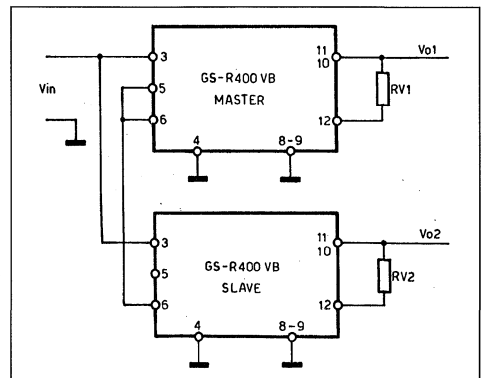 3
5
6
GS-R400 VB
MASTER
11
10
12
4
8-9
Vin
Vo1
RV1
3
5
6
GS-R400 VB
SLAVE
11
10
12
4
8-9
Vo2
RV2